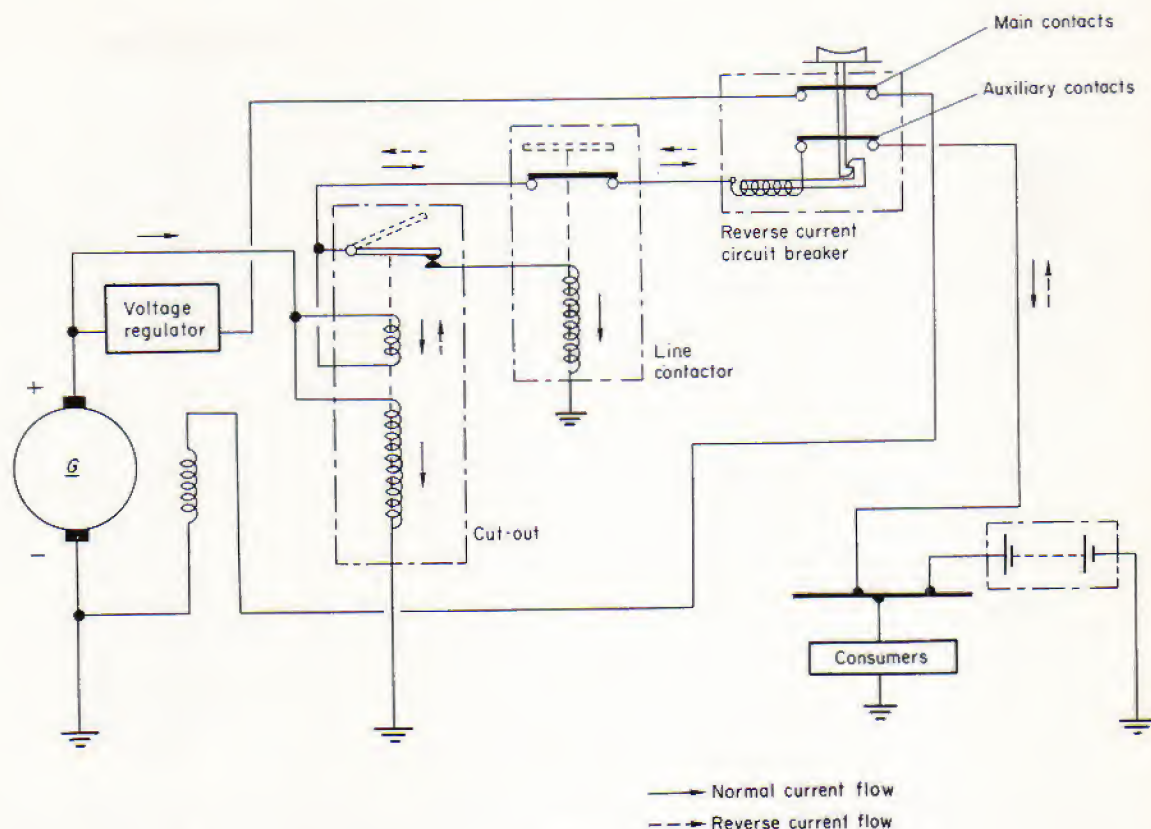 Main contacts
Auxiliary contacts
Reverse current
circuit breaker
Voltage
regulator
Line
contactor
+
G
−
Cut-out
Consumers
Normal current flow
Reverse current flow